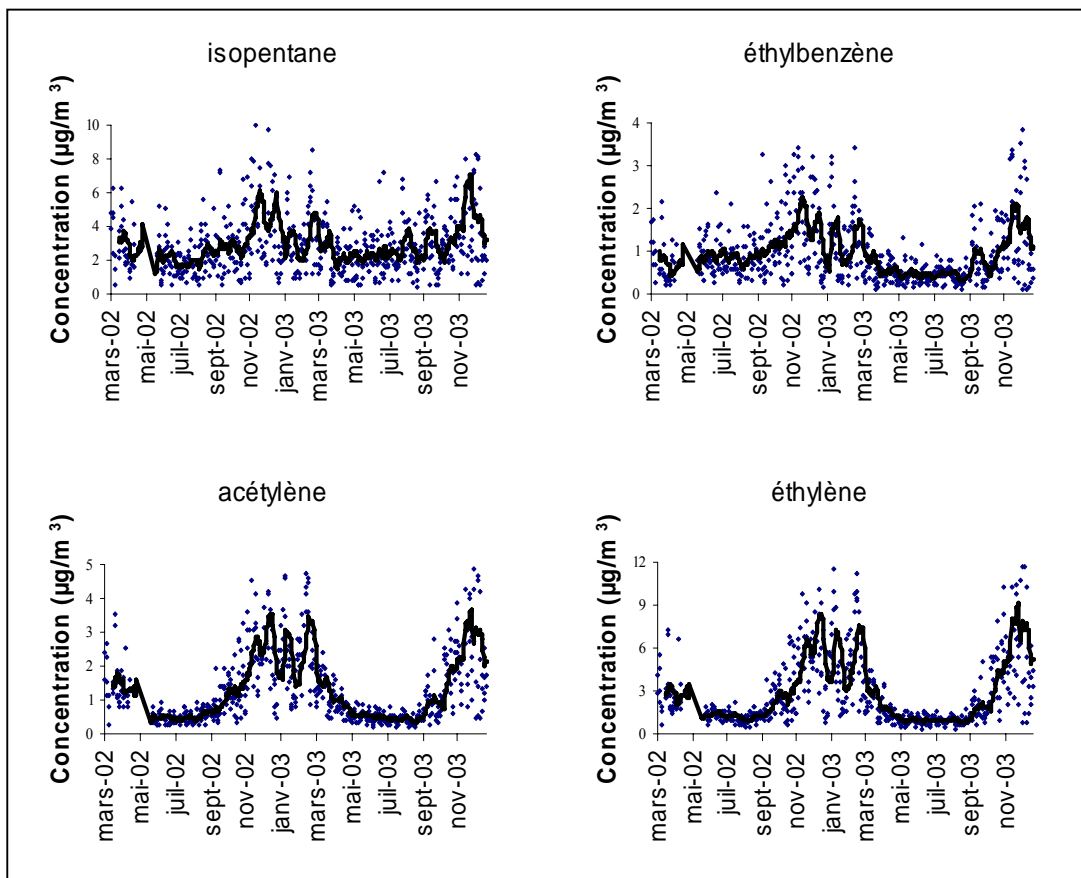 isopentane
Concentration (µg/m ³)
10
8
6
4
2
0
mars-02
mai-02
juil-02
sept-02
nov-02
janv-03
mars-03
mai-03
juil-03
sept-03
nov-03
éthylbenzène
Concentration (µg/m ³)
4
3
2
1
0
mars-02
mai-02
juil-02
sept-02
nov-02
janv-03
mars-03
mai-03
juil-03
sept-03
nov-03
acétylène
Concentration (µg/m ³)
5
4
3
2
1
0
mars-02
mai-02
juil-02
sept-02
nov-02
janv-03
mars-03
mai-03
juil-03
sept-03
nov-03
éthylène
Concentration (µg/m ³)
12
9
6
3
0
mars-02
mai-02
juil-02
sept-02
nov-02
janv-03
mars-03
mai-03
juil-03
sept-03
nov-03